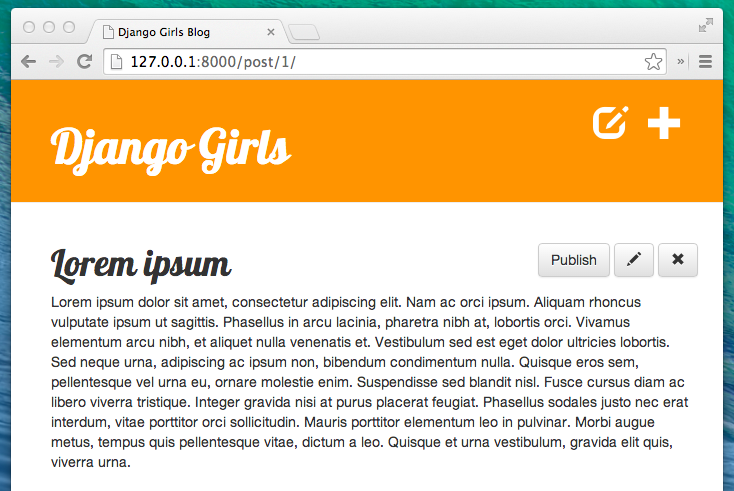 Django Girls Blog
127.0.0.1:8000/post/1/
Django Girls
Lorem ipsum
Publish
Lorem ipsum dolor sit amet, consectetur adipiscing elit. Nam ac orci ipsum. Aliquam rhoncus
vulputate ipsum ut sagittis. Phasellus in arcu lacinia, pharetra nibh at, lobortis orci. Vivamus
elementum arcu nibh, et aliquet nulla venenatis et. Vestibulum sed est eget dolor ultricies lobortis.
Sed neque urna, adipiscing ac ipsum non, bibendum condimentum nulla. Quisque eros sem,
pellentesque vel urna eu, ornare molestie enim. Suspendisse sed blandit nisl. Fusce cursus diam ac
libero viverra tristique. Integer gravida nisi at purus placerat feugiat. Phasellus sodales justo nec erat
interdum, vitae porttitor orci sollicitudin. Mauris porttitor elementum leo in pulvinar. Morbi augue
metus, tempus quis pellentesque vitae, dictum a leo. Quisque et urna vestibulum, gravida elit quis,
viverra urna.